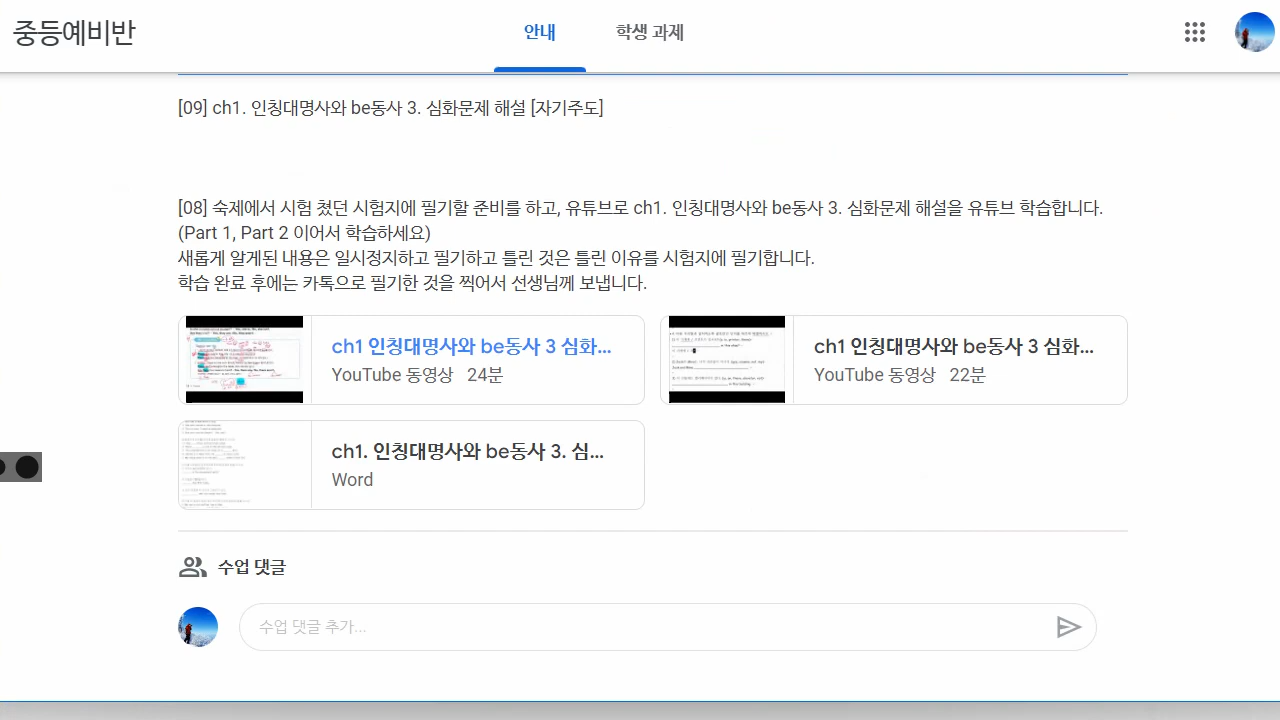 중등예비반
안내
학생 과제
[09] ch1. 인칭대명사와 be동사 3. 심화문제 해설 [자기주도]
[08] 숙제에서 시험 쳤던 시험지에 필기할 준비를 하고, 유튜브로 ch1. 인칭대명사와 be동사 3. 심화문제 해설을 유튜브 학습합니다.
(Part 1, Part 2 이어서 학습하세요)
새롭게 알게된 내용은 일시정지하고 필기하고 틀린 것은 틀린 이유를 시험지에 필기합니다.
학습 완료 후에는 카톡으로 필기한 것을 찍어서 선생님께 보냅니다.
ch1 인칭대명사와 be동사 3 심화...
YouTube 동영상 · 24분
ch1 인칭대명사와 be동사 3 심화...
YouTube 동영상 · 22분
ch1 인칭대명사와 be동사 3. 심...
Word
수업 댓글
수업 댓글 추가...